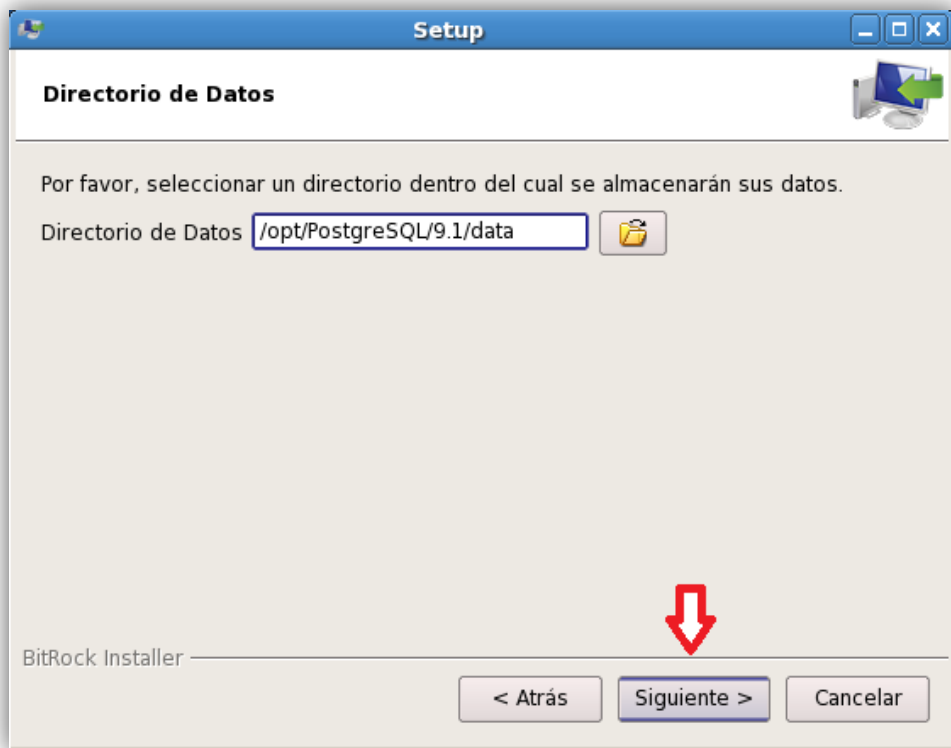 Setup
Directorio de Datos
Por favor, seleccionar un directorio dentro del cual se almacenarán sus datos.
Directorio de Datos /opt/PostgreSQL/9.1/data
BitRock Installer
< Atrás Siguiente > Cancelar